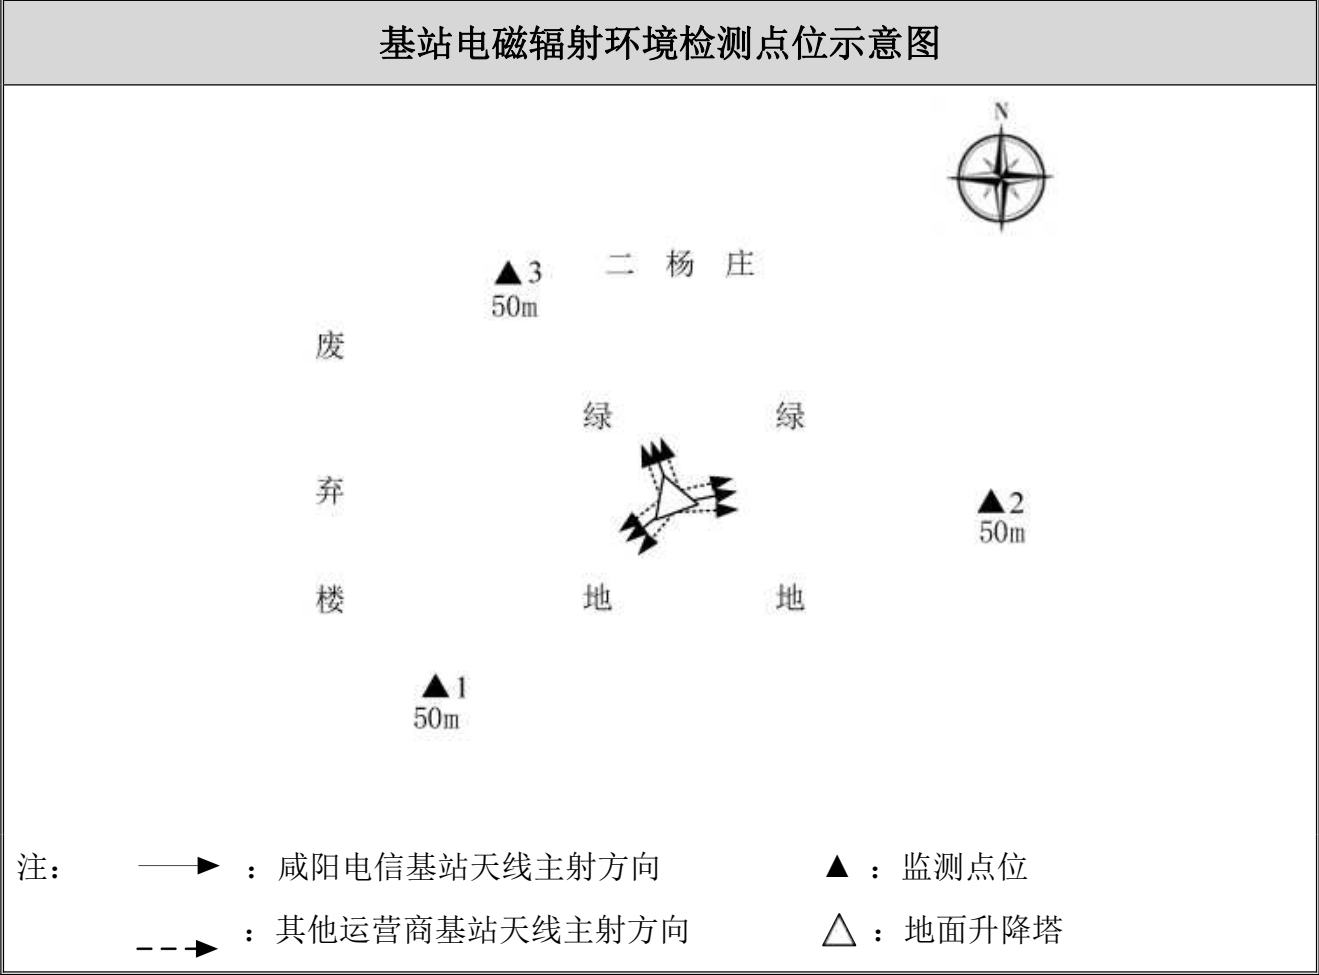 基站电磁辐射环境检测点位示意图
N
▲3
50m
二 杨 庄
废
弃
楼
绿
地
绿
地
▲2
50m
▲1
50m
注：
：咸阳电信基站天线主射方向
▲：监测点位
：其他运营商基站天线主射方向
△：地面升降塔